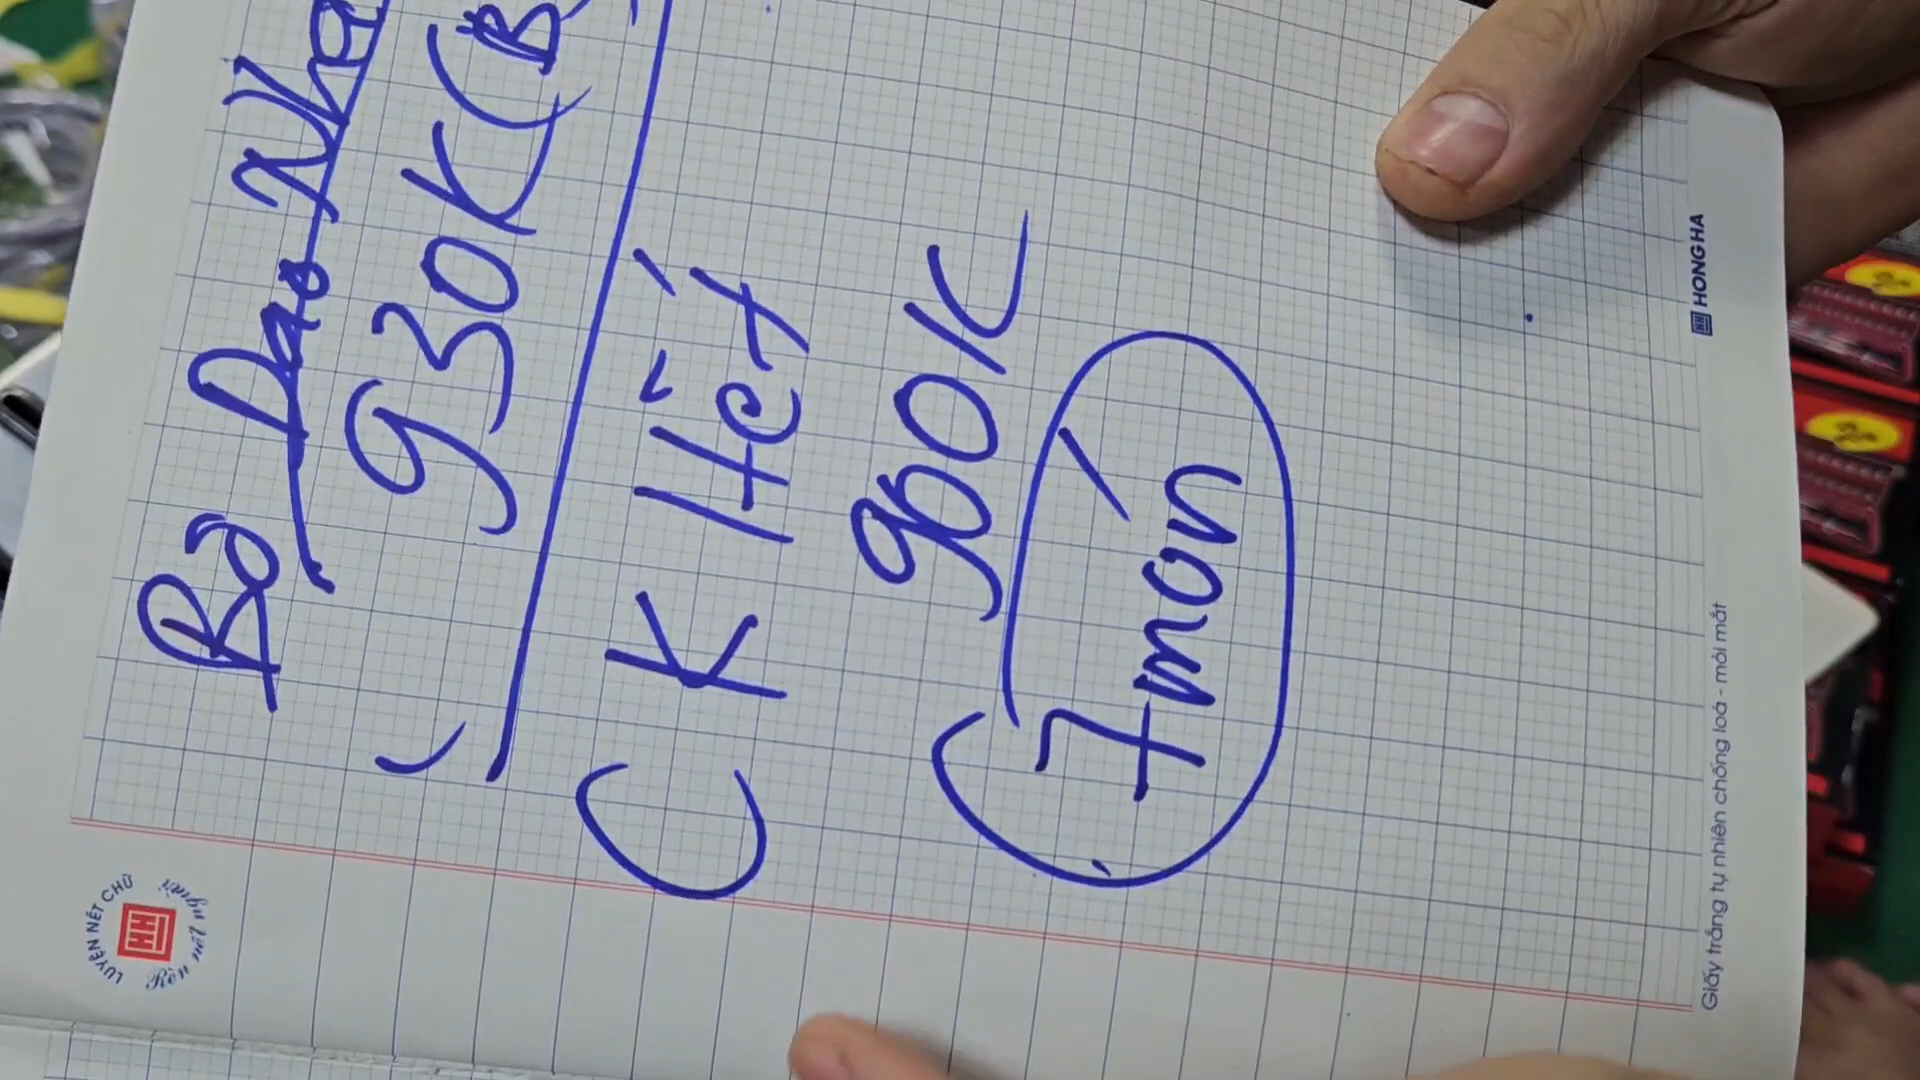 Bộ Dao Nha
930K (B
CK Hết
900K
7 món
HONG HA
Giấy trắng tự nhiên chống loá - mỏi mắt
LUYỆN NÉT CHỮ
Rèn nết người